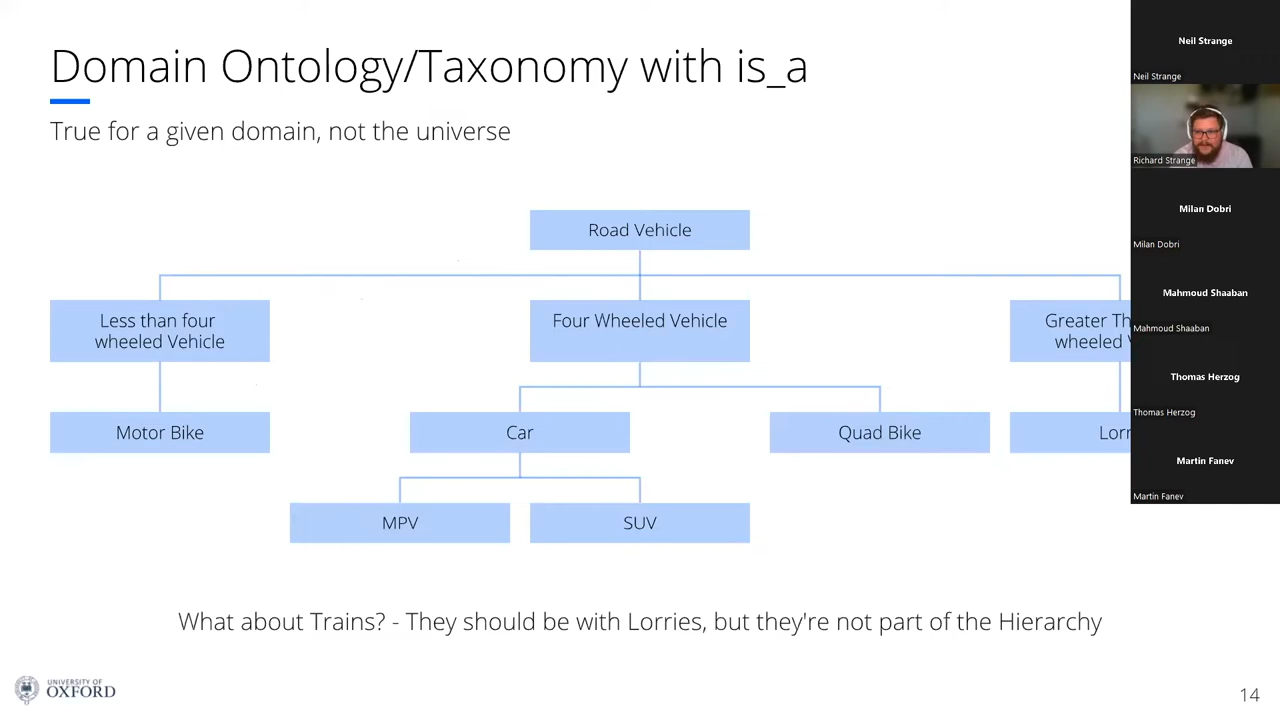 Domain Ontology/Taxonomy with is_a
True for a given domain, not the universe
Road Vehicle
Less than four
wheeled Vehicle
Four Wheeled Vehicle
Greater
wheeled
Motor Bike
Car
Quad Bike
MPV
SUV
What about Trains? - They should be with Lorries, but they're not part of the Hierarchy
UNIVERSITY OF
OXFORD
14
Neil Strange
Neil Strange
Richard Strange
Milan Dobri
Milan Dobri
Mahmoud Shaaban
Mahmoud Shaaban
Thomas Herzog
Thomas Herzog
Martin Fanev
Martin Fanev